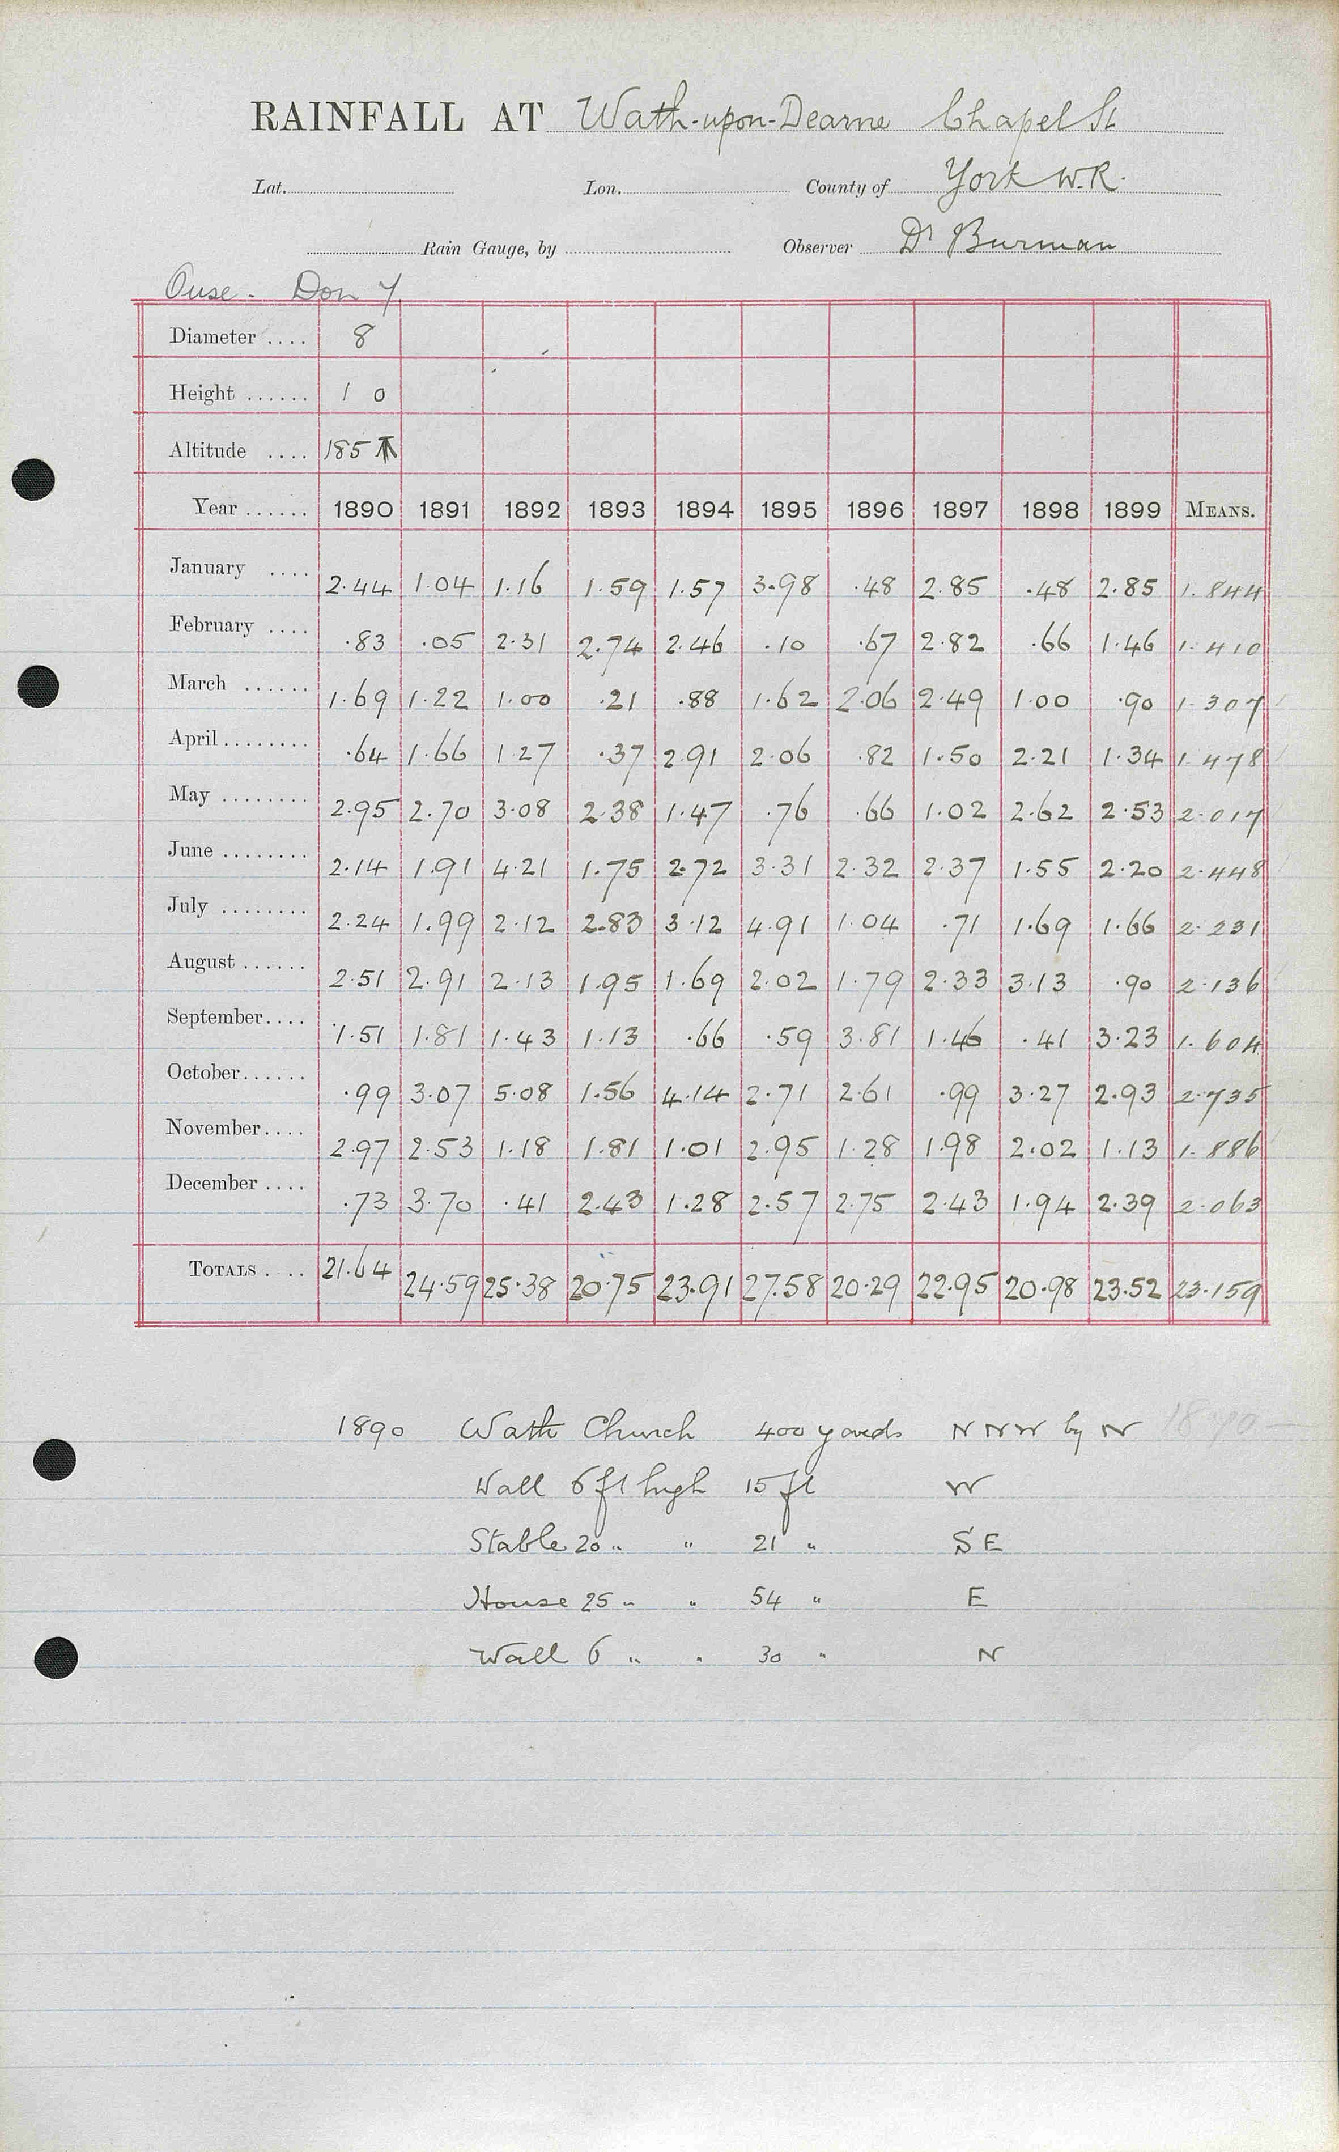 RAINFALL AT Wath-upon-Dearne Chapel St
Lat. Lon. County of York W.R.
Rain Gauge, by Observer Dr Burman
Ouse. Don Y.
Diameter .... 8
Height ...... 1 0
Altitude .... 185
Year ...... 1890 1891 1892 1893 1894 1895 1896 1897 1898 1899 MEANS.
January .... 2.44 1.04 1.16 1.59 1.57 3.98 .48 2.85 .48 2.85 1.844
February .... .83 .05 2.31 2.74 2.46 .10 .67 2.82 .66 1.46 1.410
March ...... 1.69 1.22 1.00 .21 .88 1.62 2.06 2.49 1.00 .90 1.307
April........ .64 1.66 1.27 .37 2.91 2.06 .82 1.50 2.21 1.34 1.478
May ........ 2.95 2.70 3.08 2.38 1.47 .76 .66 1.02 2.62 2.53 2.017
June ........ 2.14 1.91 4.21 1.75 2.72 3.31 2.32 2.37 1.55 2.20 2.448
July ........ 2.24 1.99 2.12 2.83 3.12 4.91 1.04 .71 1.69 1.66 2.231
August...... 2.51 2.91 2.13 1.95 1.69 2.02 1.79 2.33 3.13 .90 2.136
September.... 1.51 1.81 1.43 1.13 .66 .59 3.81 1.46 .41 3.23 1.604
October...... .99 3.07 5.08 1.56 4.14 2.71 2.61 .99 3.27 2.93 2.735
November.... 2.97 2.53 1.18 1.81 1.01 2.95 1.28 1.98 2.02 1.13 1.886
December .... .73 3.70 .41 2.43 1.28 2.57 2.75 2.43 1.94 2.39 2.063
TOTALS .... 21.64 24.59 25.38 20.75 23.91 27.58 20.29 22.95 20.98 23.52 23.159
1890 Wath Church 400 yards N N W by N 1890
Wall 6 ft high 15 ft W
Stable 20 " " 21 " S E
House 25 " " 54 " E
Wall 6 " " 30 " N